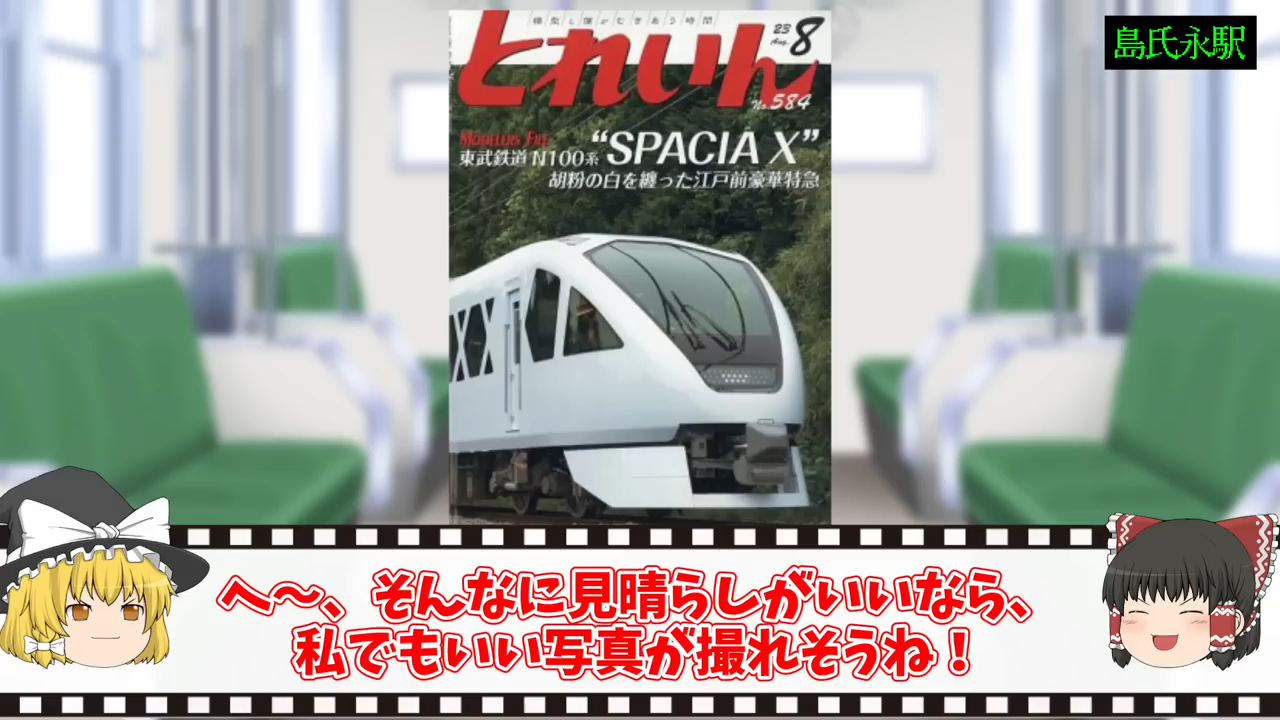 模型と僕がむきあう時間
とれいん
23
Aug.
8
No.584
MODELERS FILE
“SPACIA X”
東武鉄道 N100系
胡粉の白を纏った江戸前豪華特急
島氏永駅
へ～、そんなに見晴らしがいいなら、
私でもいい写真が撮れそうね！